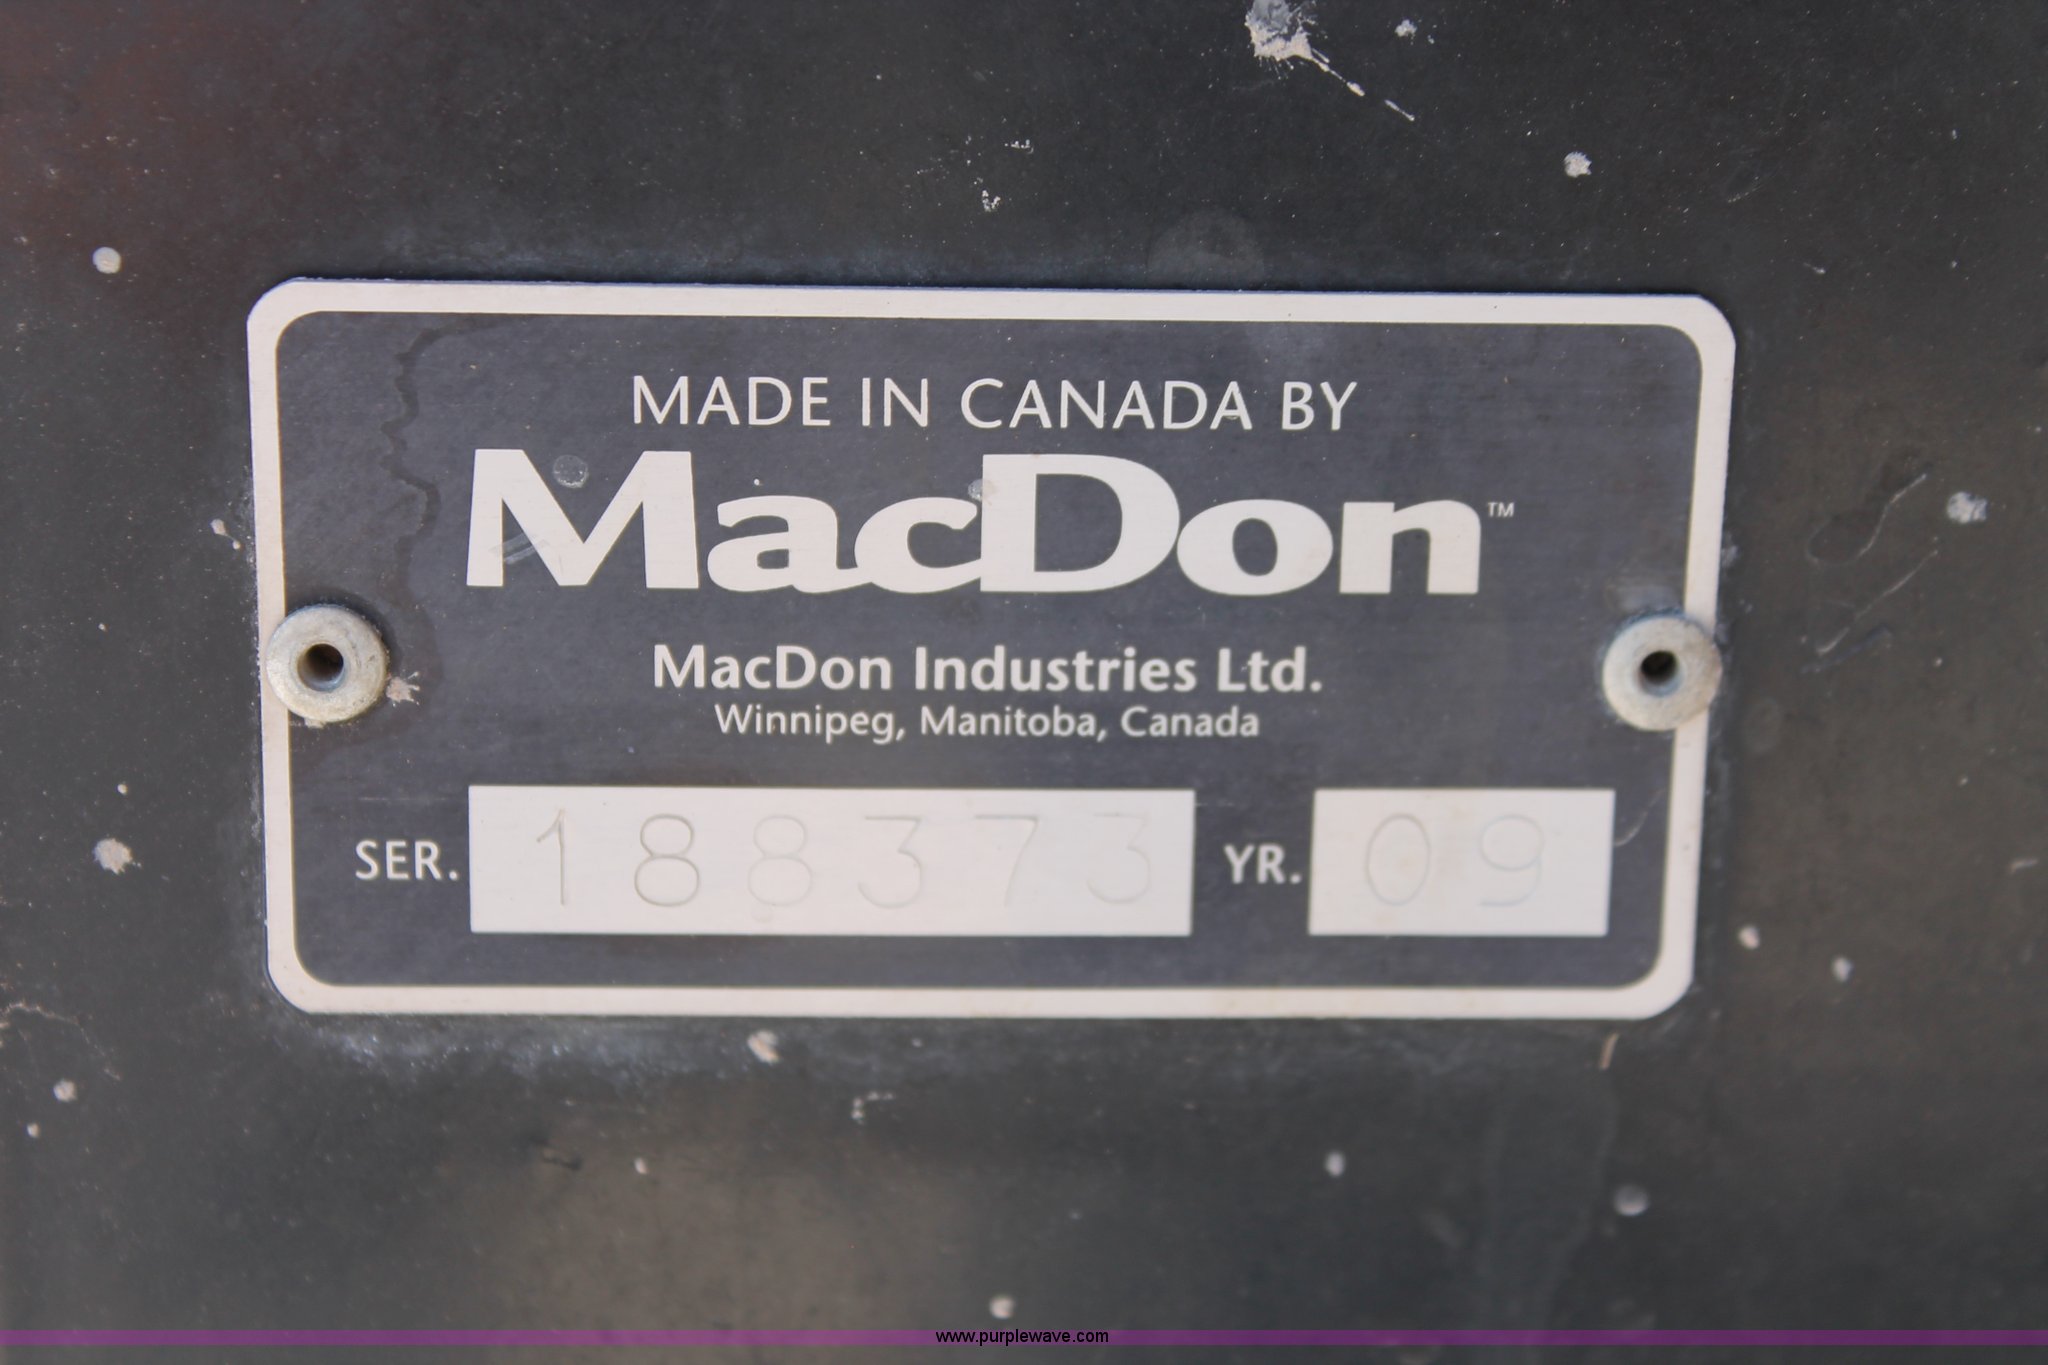 MADE IN CANADA BY
MacDon™
MacDon Industries Ltd.
Winnipeg, Manitoba, Canada
SER. 188373 YR. 09
www.purplewave.com